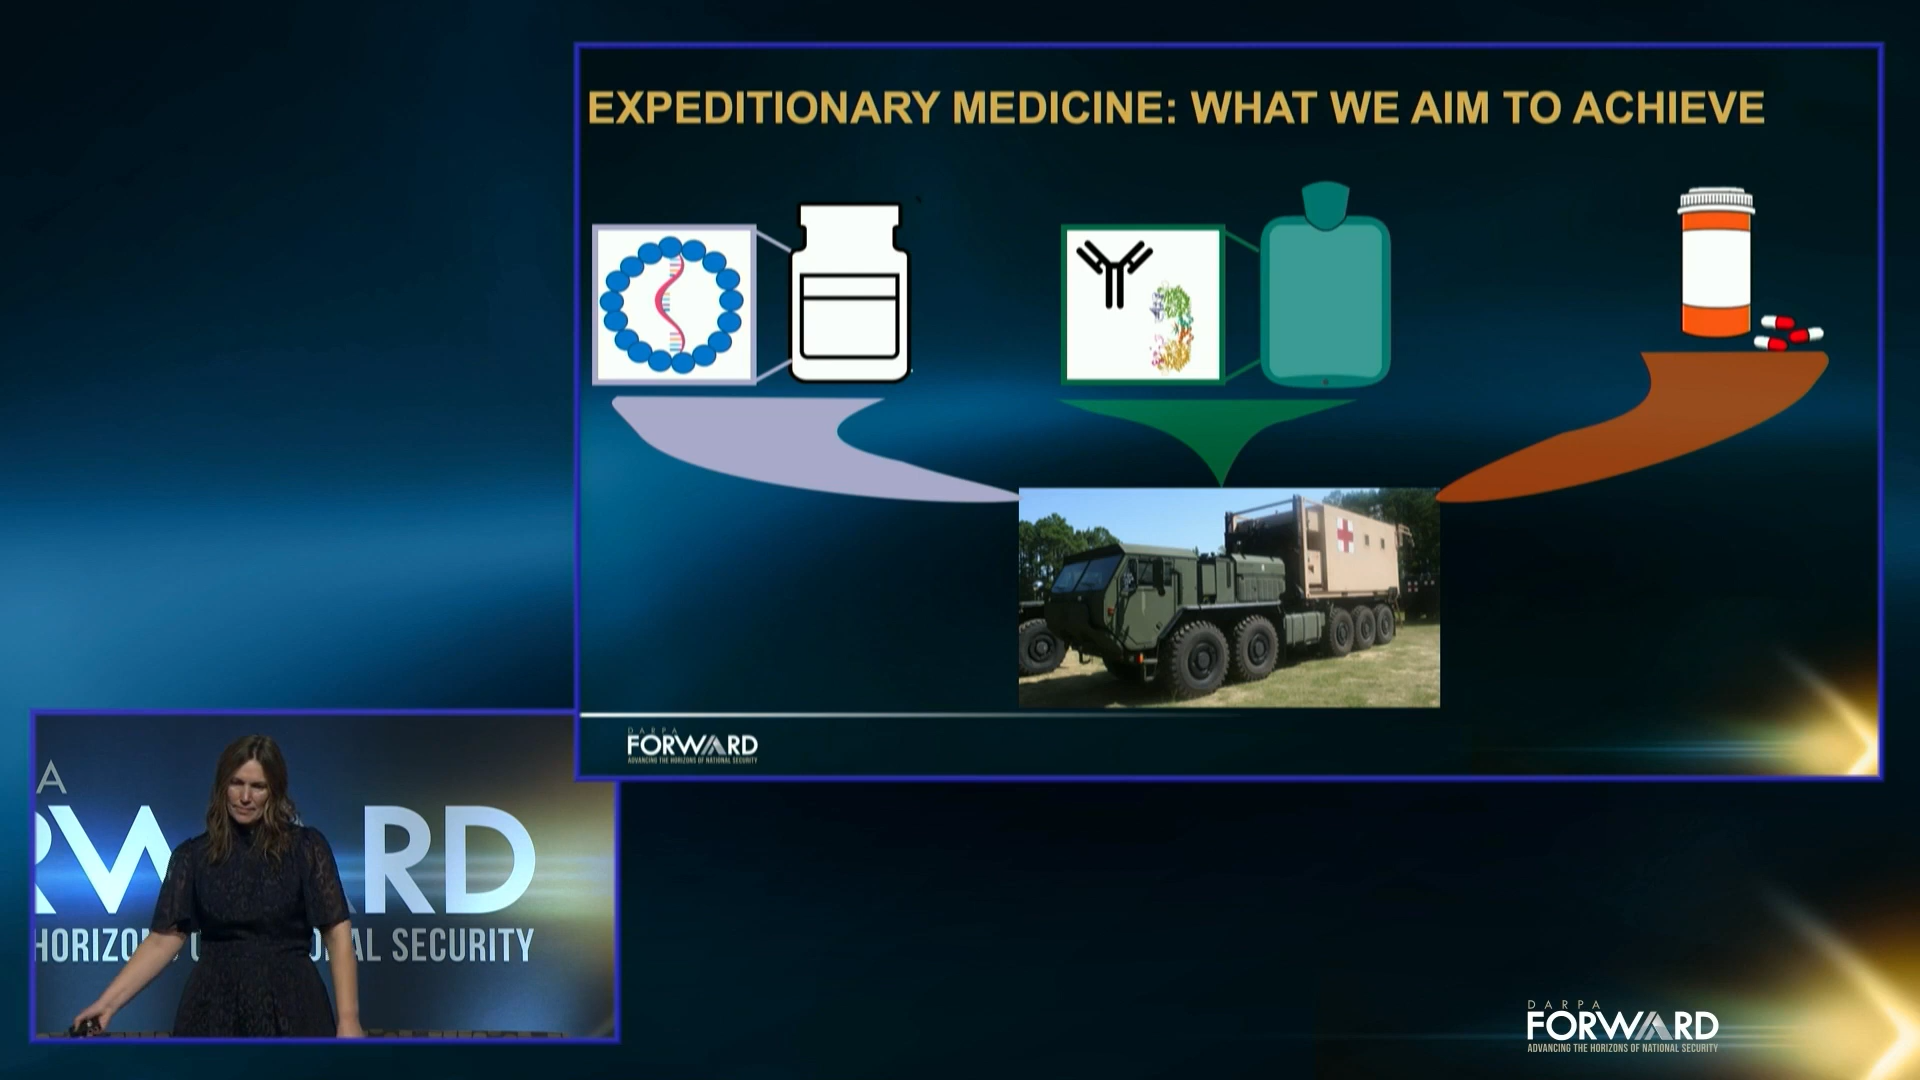 EXPEDITIONARY MEDICINE: WHAT WE AIM TO ACHIEVE
DARPA
FORWARD
ADVANCING THE HORIZONS OF NATIONAL SECURITY
A
RWARD
HORIZO AL SECURITY
DARPA
FORWARD
ADVANCING THE HORIZONS OF NATIONAL SECURITY